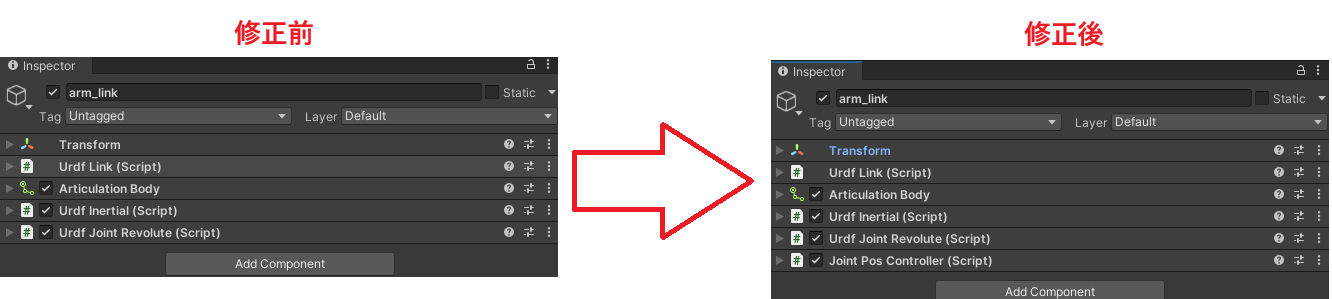 修正前
Inspector
arm_link
Static
Tag Untagged Layer Default
Transform
Urdf Link (Script)
Articulation Body
Urdf Inertial (Script)
Urdf Joint Revolute (Script)
Add Component
修正後
Inspector
arm_link
Static
Tag Untagged Layer Default
Transform
Urdf Link (Script)
Articulation Body
Urdf Inertial (Script)
Urdf Joint Revolute (Script)
Joint Pos Controller (Script)
Add Component